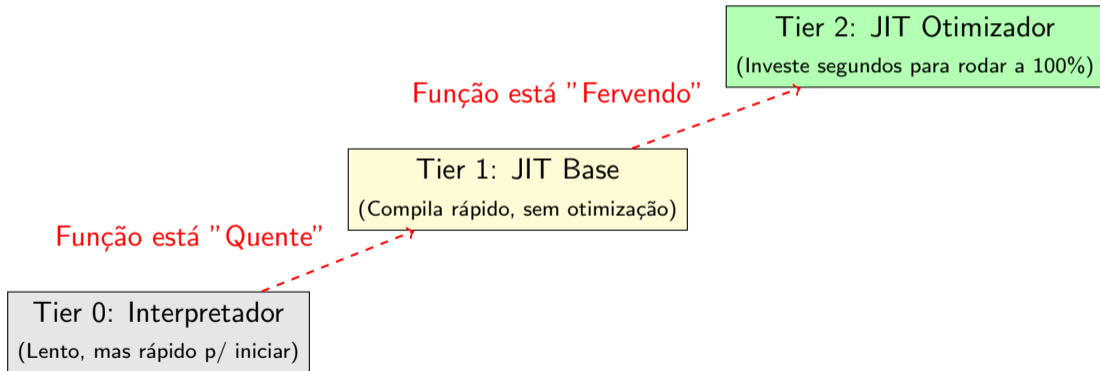 Tier 2: JIT Otimizador
(Investe segundos para rodar a 100%)
Função está "Fervendo"
Tier 1: JIT Base
(Compila rápido, sem otimização)
Função está "Quente"
Tier 0: Interpretador
(Lento, mas rápido p/ iniciar)